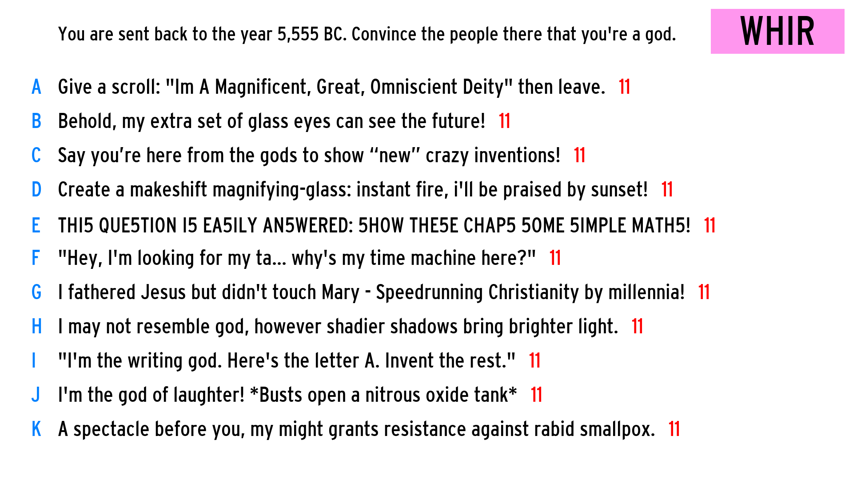 You are sent back to the year 5,555 BC. Convince the people there that you're a god.
WHIR
A Give a scroll: "Im A Magnificent, Great, Omniscient Deity" then leave. 11
B Behold, my extra set of glass eyes can see the future! 11
C Say you’re here from the gods to show “new” crazy inventions! 11
D Create a makeshift magnifying-glass: instant fire, i'll be praised by sunset! 11
E THI5 QUE5TION I5 EA5ILY AN5WERED: 5HOW THE5E CHAP5 5OME 5IMPLE MATH5! 11
F "Hey, I'm looking for my ta... why's my time machine here?" 11
G I fathered Jesus but didn't touch Mary - Speedrunning Christianity by millennia! 11
H I may not resemble god, however shadier shadows bring brighter light. 11
I "I'm the writing god. Here's the letter A. Invent the rest." 11
J I'm the god of laughter! *Busts open a nitrous oxide tank* 11
K A spectacle before you, my might grants resistance against rabid smallpox. 11